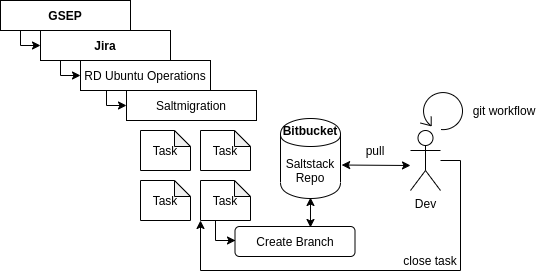 GSEP
Jira
RD Ubuntu Operations
Saltmigration
git workflow
Bitbucket
Task
Task
pull
Saltstack
Repo
Task
Task
Dev
Create Branch
close task